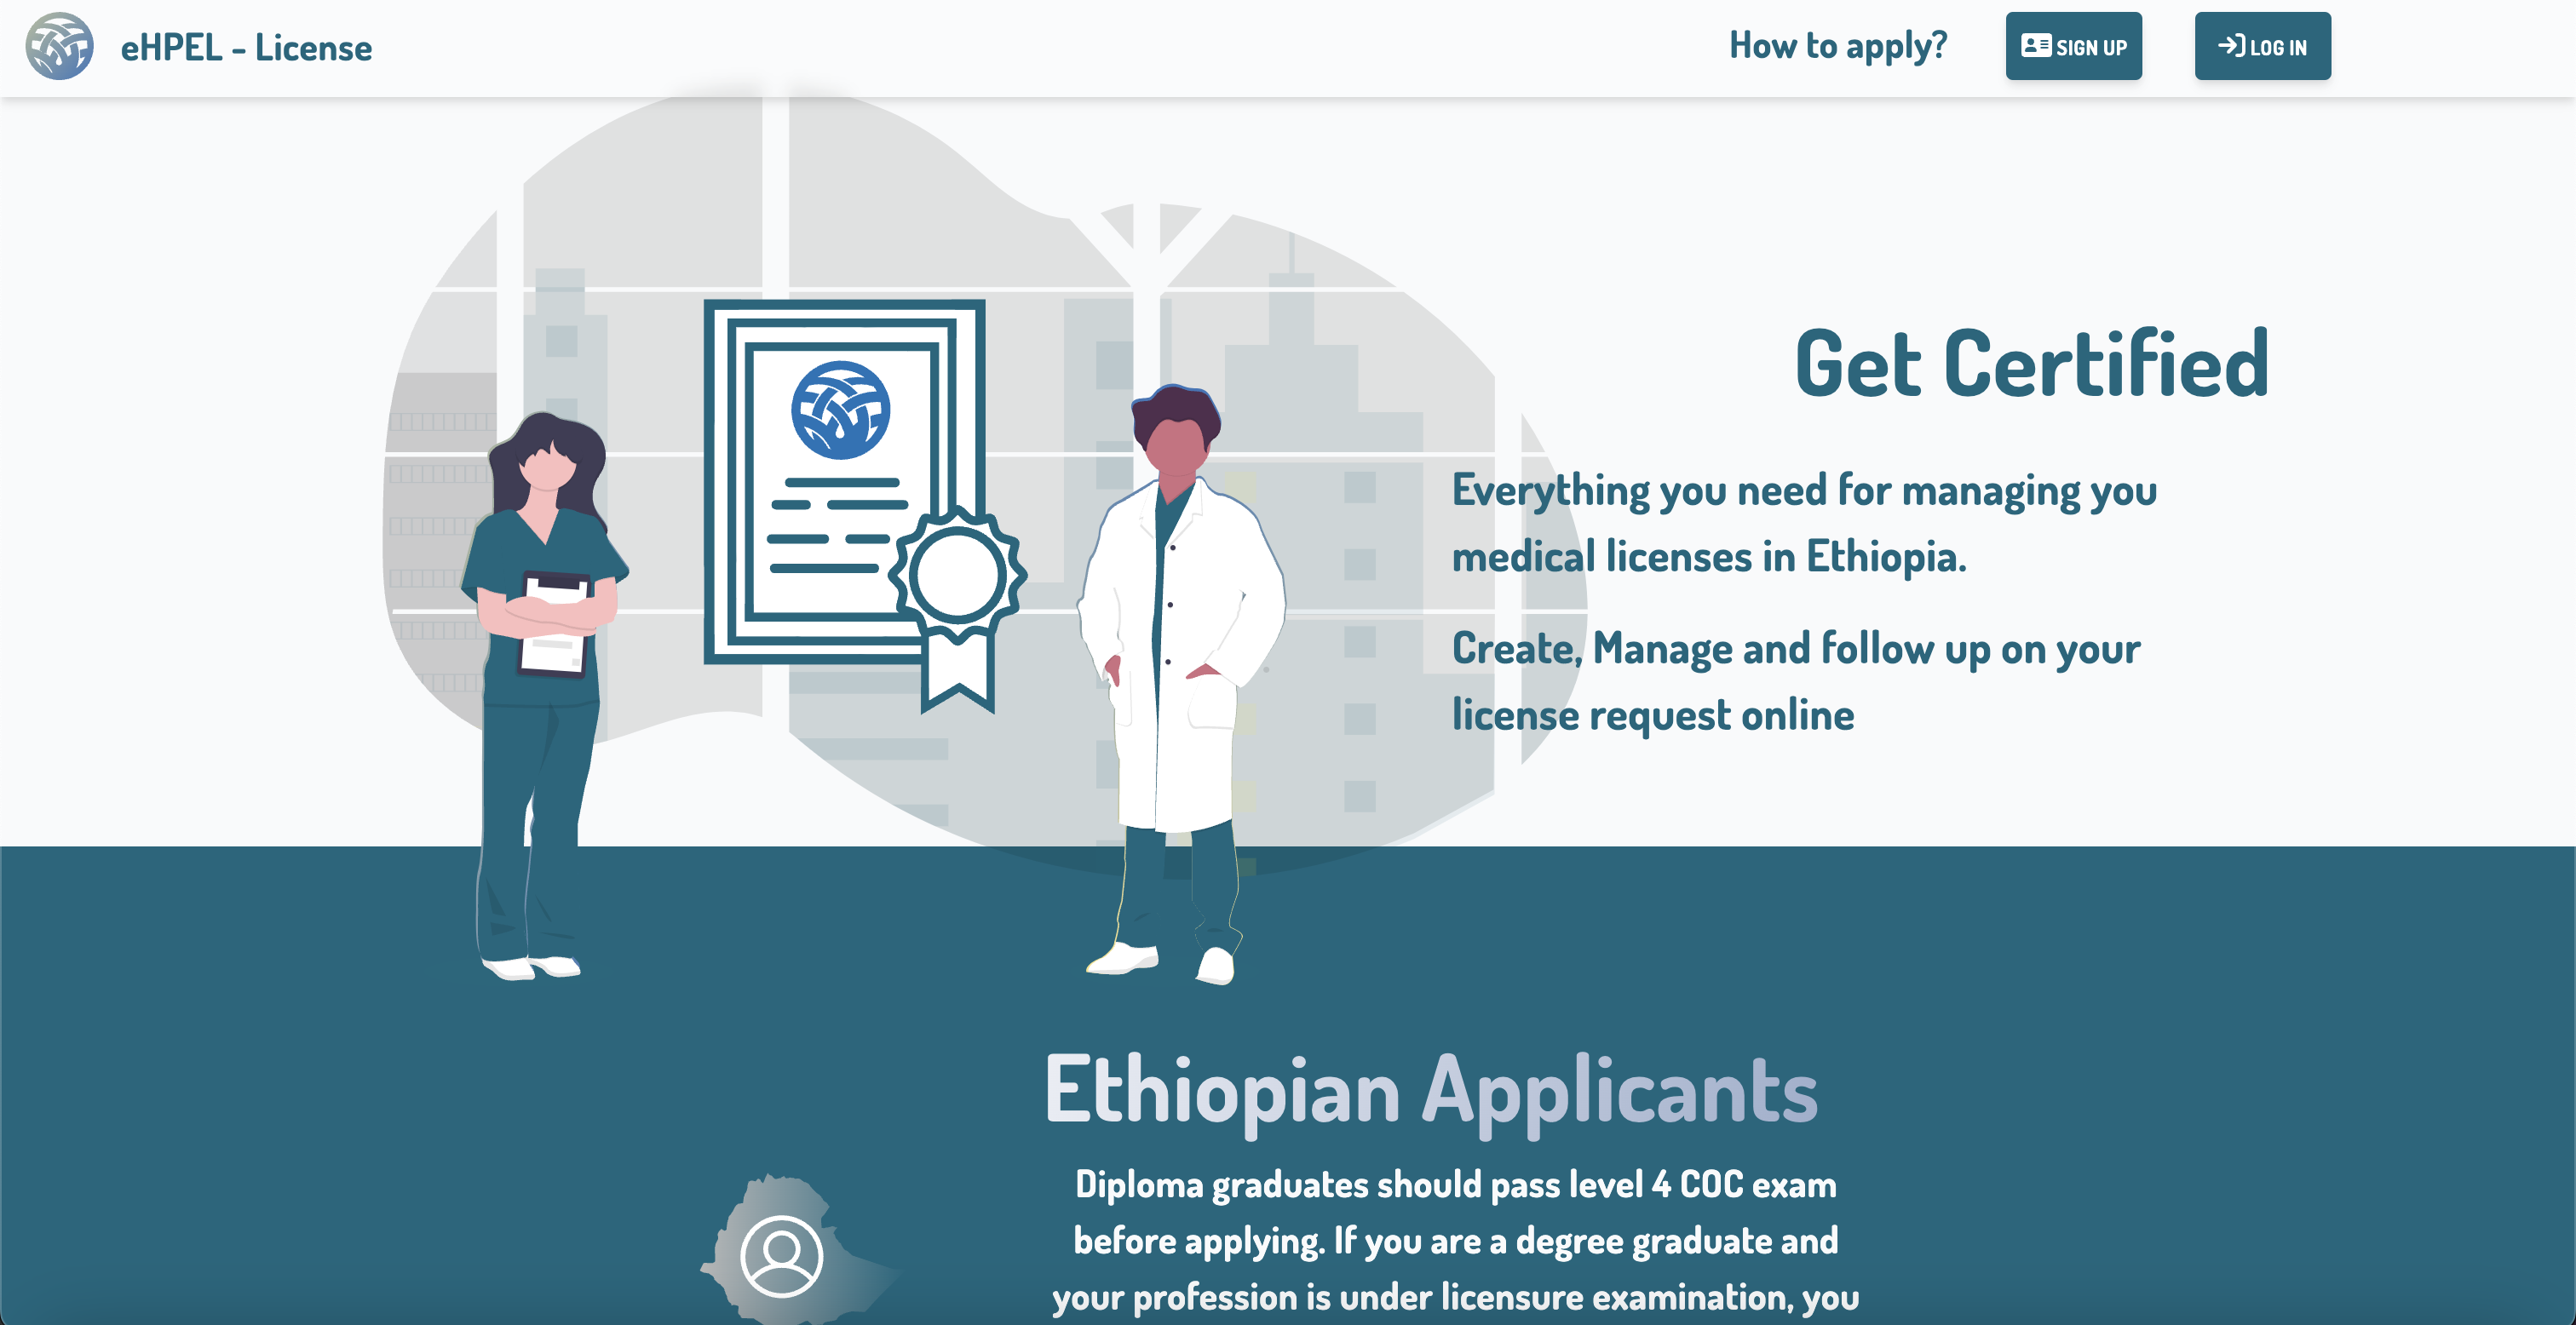 eHPEL - License
How to apply?
SIGN UP
LOG IN
Get Certified
Everything you need for managing you
medical licenses in Ethiopia.
Create, Manage and follow up on your
license request online
Ethiopian Applicants
Diploma graduates should pass level 4 COC exam
before applying. If you are a degree graduate and
your profession is under licensure examination, you